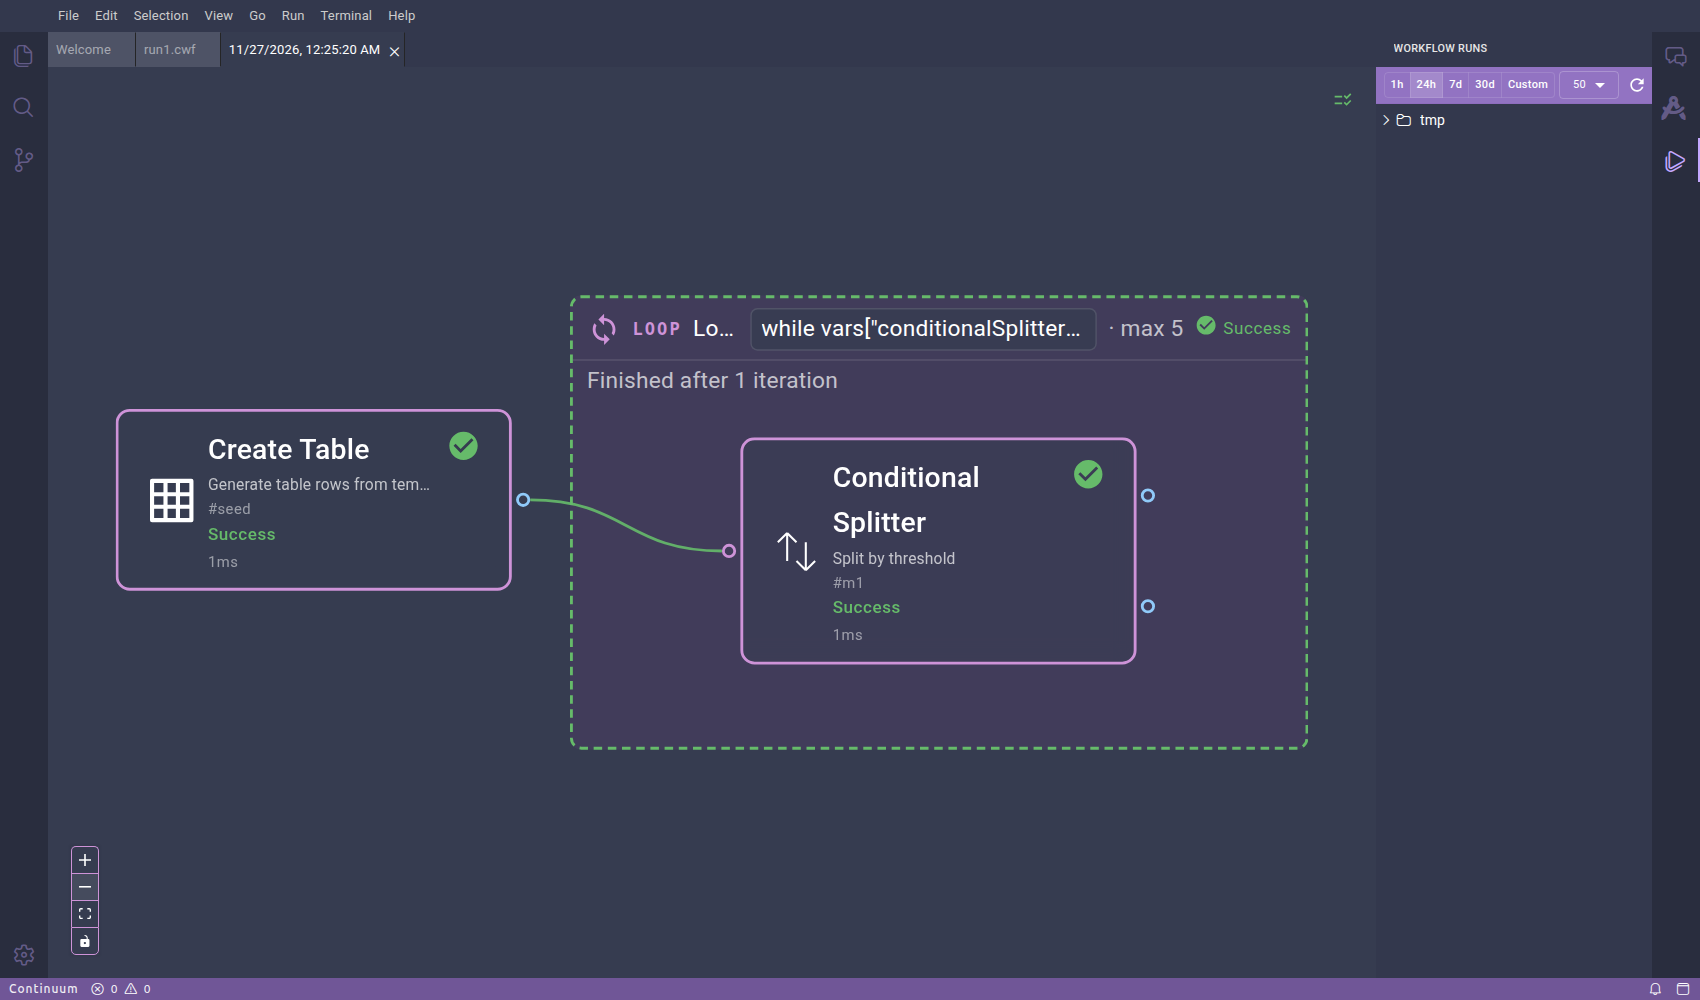 File Edit Selection View Go Run Terminal Help
Welcome run1.cwf 11/27/2026, 12:25:20 AM
WORKFLOW RUNS
1h 24h 7d 30d Custom 50
tmp
LOOP Lo... while vars["conditionalSplitter... · max 5 Success
Finished after 1 iteration
Create Table
Generate table rows from tem...
#seed
Success
1ms
Conditional
Splitter
Split by threshold
#m1
Success
1ms
Continuum 0 0